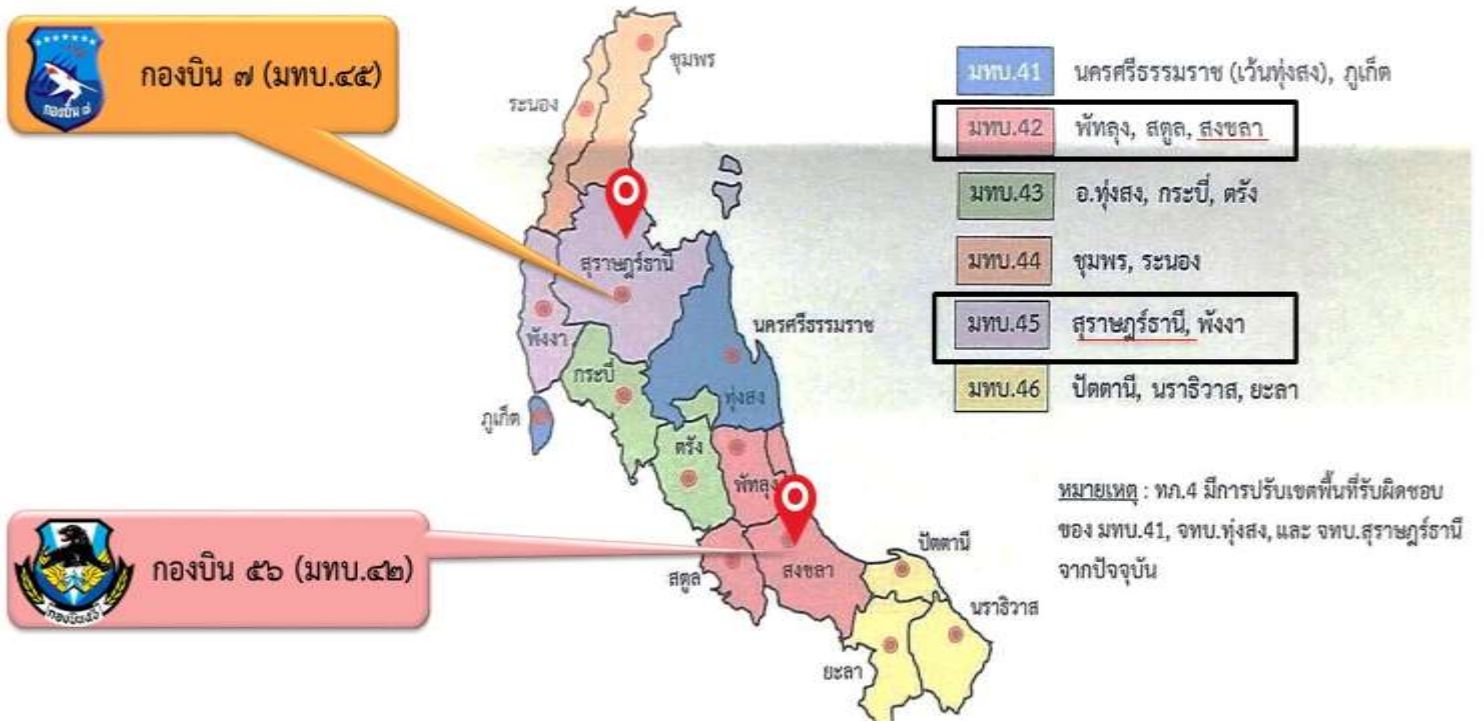 กองบิน ๗
กองบิน ๗ (มทบ.๔๕)
ชุมพร
ระนอง
สุราษฎร์ธานี
พังงา
นครศรีธรรมราช
กระบี่
ทุ่งสง
ภูเก็ต
ตรัง
พัทลุง
สตูล
สงขลา
ปัตตานี
นราธิวาส
ยะลา
มทบ.41 นครศรีธรรมราช (เว้นทุ่งสง), ภูเก็ต
มทบ.42 พัทลุง, สตูล, สงขลา
มทบ.43 อ.ทุ่งสง, กระบี่, ตรัง
มทบ.44 ชุมพร, ระนอง
มทบ.45 สุราษฎร์ธานี, พังงา
มทบ.46 ปัตตานี, นราธิวาส, ยะลา
หมายเหตุ : ทภ.4 มีการปรับเขตพื้นที่รับผิดชอบ
ของ มทบ.41, จทบ.ทุ่งสง, และ จทบ.สุราษฎร์ธานี
จากปัจจุบัน
กองบิน๕๖
กองบิน ๕๖ (มทบ.๔๒)